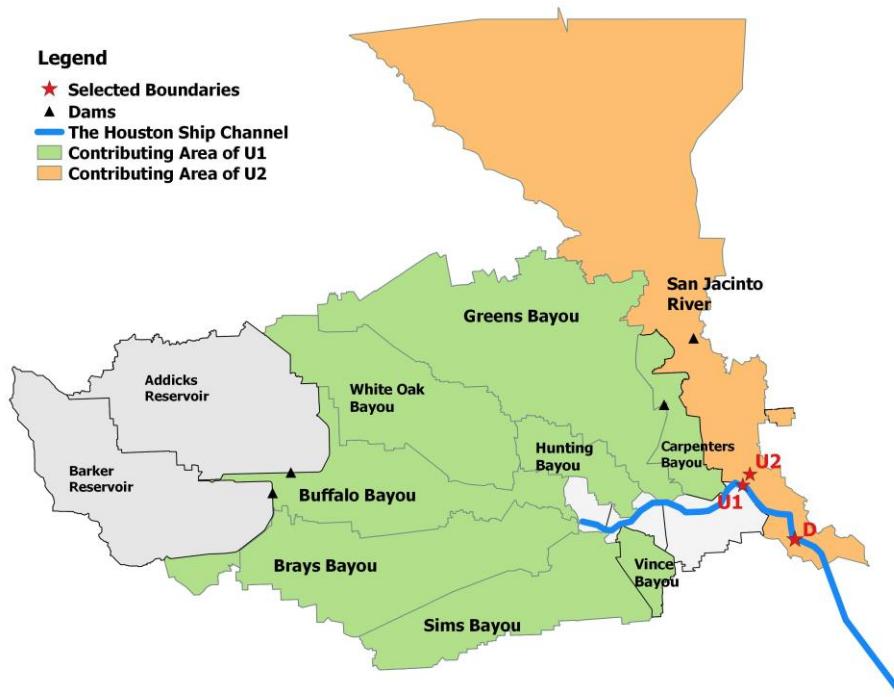 Legend
Selected Boundaries
Dams
The Houston Ship Channel
Contributing Area of U1
Contributing Area of U2
San Jacinto
River
Greens Bayou
Addicks
Reservoir
White Oak
Bayou
Hunting
Bayou
Carpenters
Bayou
Barker
Reservoir
U2
Buffalo Bayou
U1
D
Brays Bayou
Vince
Bayou
Sims Bayou